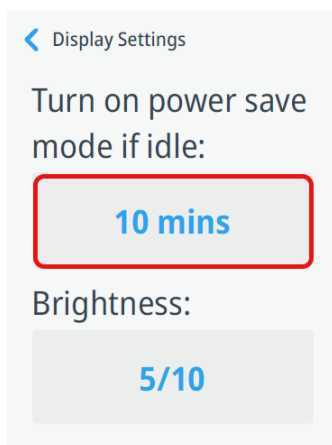 Display Settings
Turn on power save
mode if idle:
10 mins
Brightness:
5/10